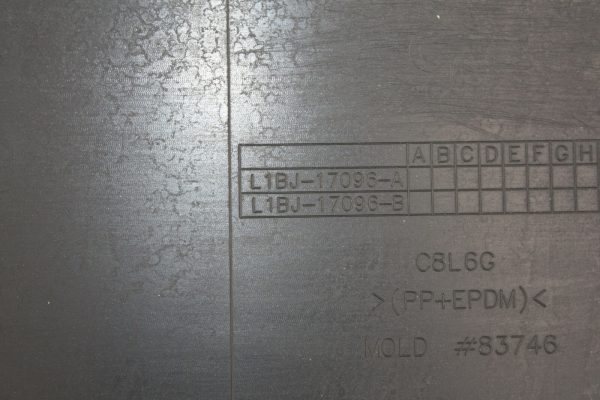 A B C D E F G H
L1BJ-17096-A
L1BJ-17096-B
C8L6G
>(PP+EPDM)<
MOLD #83746